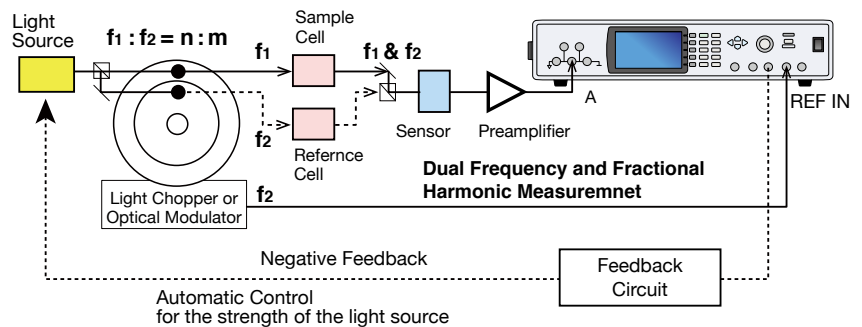 Light
Source
f1 : f2 = n : m
f1
Sample
Cell
f1 & f2
f2
Refernce
Cell
Sensor
Preamplifier
A
REF IN
Dual Frequency and Fractional
Harmonic Measuremnet
Light Chopper or
Optical Modulator
f2
Negative Feedback
Feedback
Circuit
Automatic Control
for the strength of the light source